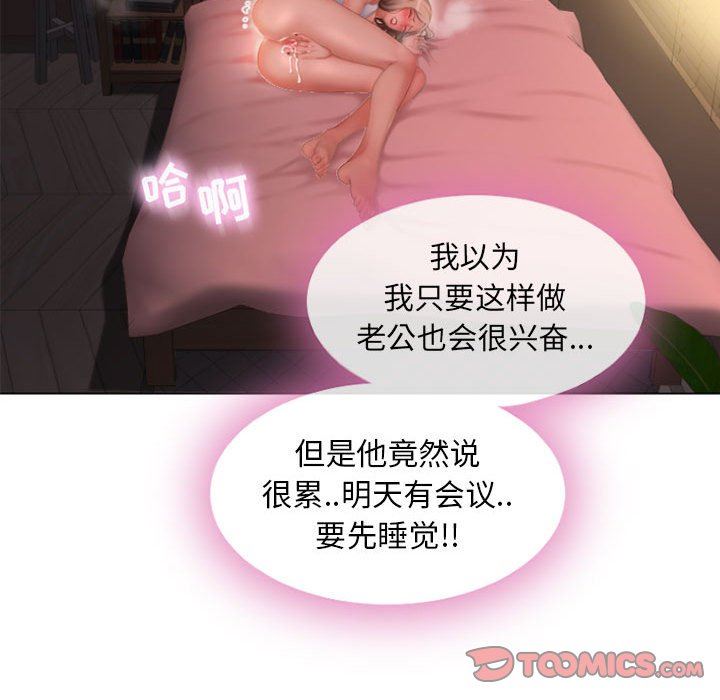 哈啊
我以为
我只要这样做
老公也会很兴奋...
但是他竟然说
很累..明天有会议..
要先睡觉!!
TOOMICS.COM